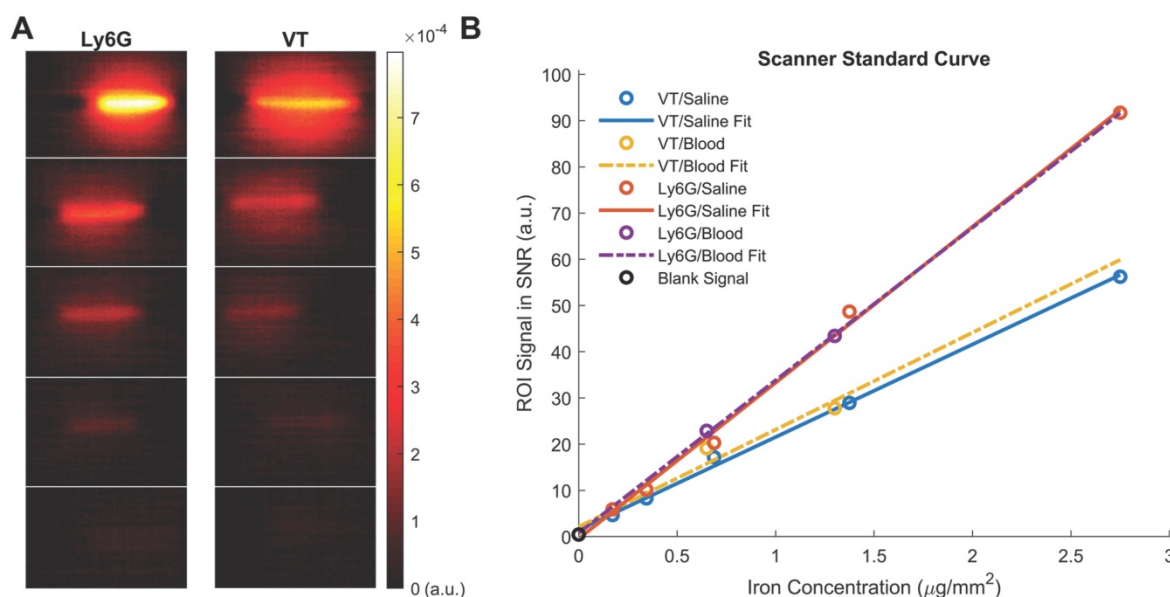 A
Ly6G
VT
×10⁻⁴
7
6
5
4
3
2
1
0 (a.u.)
B
Scanner Standard Curve
100
90
80
70
60
50
40
30
20
10
0
ROI Signal in SNR (a.u.)
VT/Saline
VT/Saline Fit
VT/Blood
VT/Blood Fit
Ly6G/Saline
Ly6G/Saline Fit
Ly6G/Blood
Ly6G/Blood Fit
Blank Signal
0 0.5 1 1.5 2 2.5 3
Iron Concentration (μg/mm²)